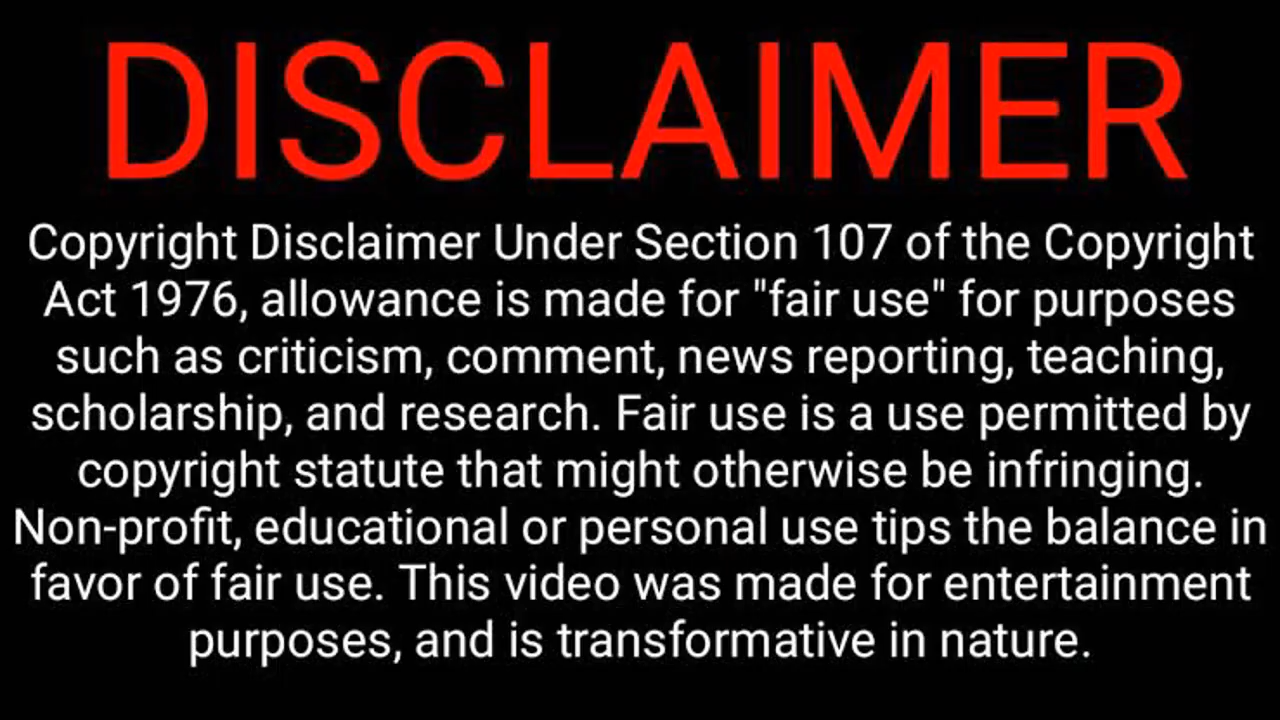 DISCLAIMER
Copyright Disclaimer Under Section 107 of the Copyright
Act 1976, allowance is made for "fair use" for purposes
such as criticism, comment, news reporting, teaching,
scholarship, and research. Fair use is a use permitted by
copyright statute that might otherwise be infringing.
Non-profit, educational or personal use tips the balance in
favor of fair use. This video was made for entertainment
purposes, and is transformative in nature.